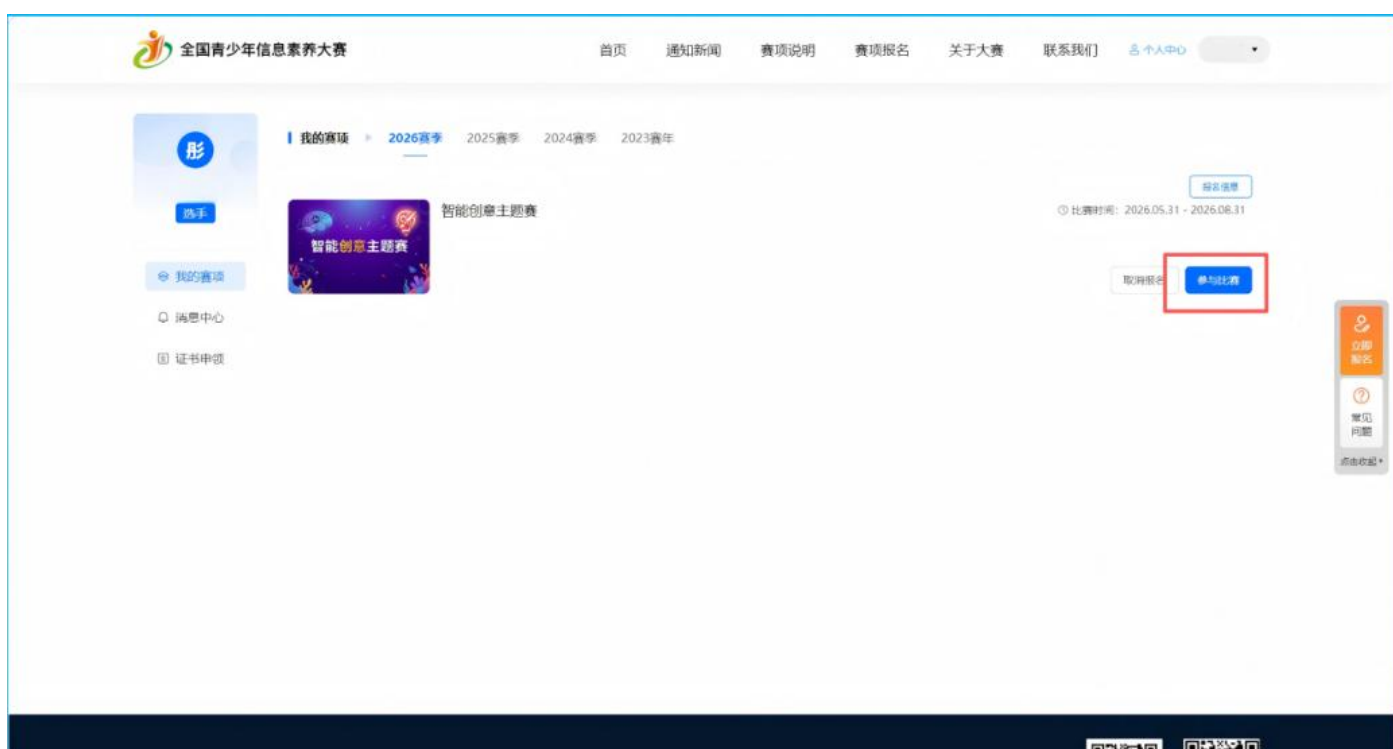 全国青少年信息素养大赛
首页 通知新闻 赛项说明 赛项报名 关于大赛 联系我们 个人中心
彤
选手
我的赛项
消息中心
证书申领
我的赛项 2026赛季 2025赛季 2024赛季 2023赛年
智能创意主题赛
智能创意主题赛
报名信息
比赛时间: 2026.05.31 - 2026.08.31
取消报名 参与比赛
立即
报名
常见
问题
点击收起